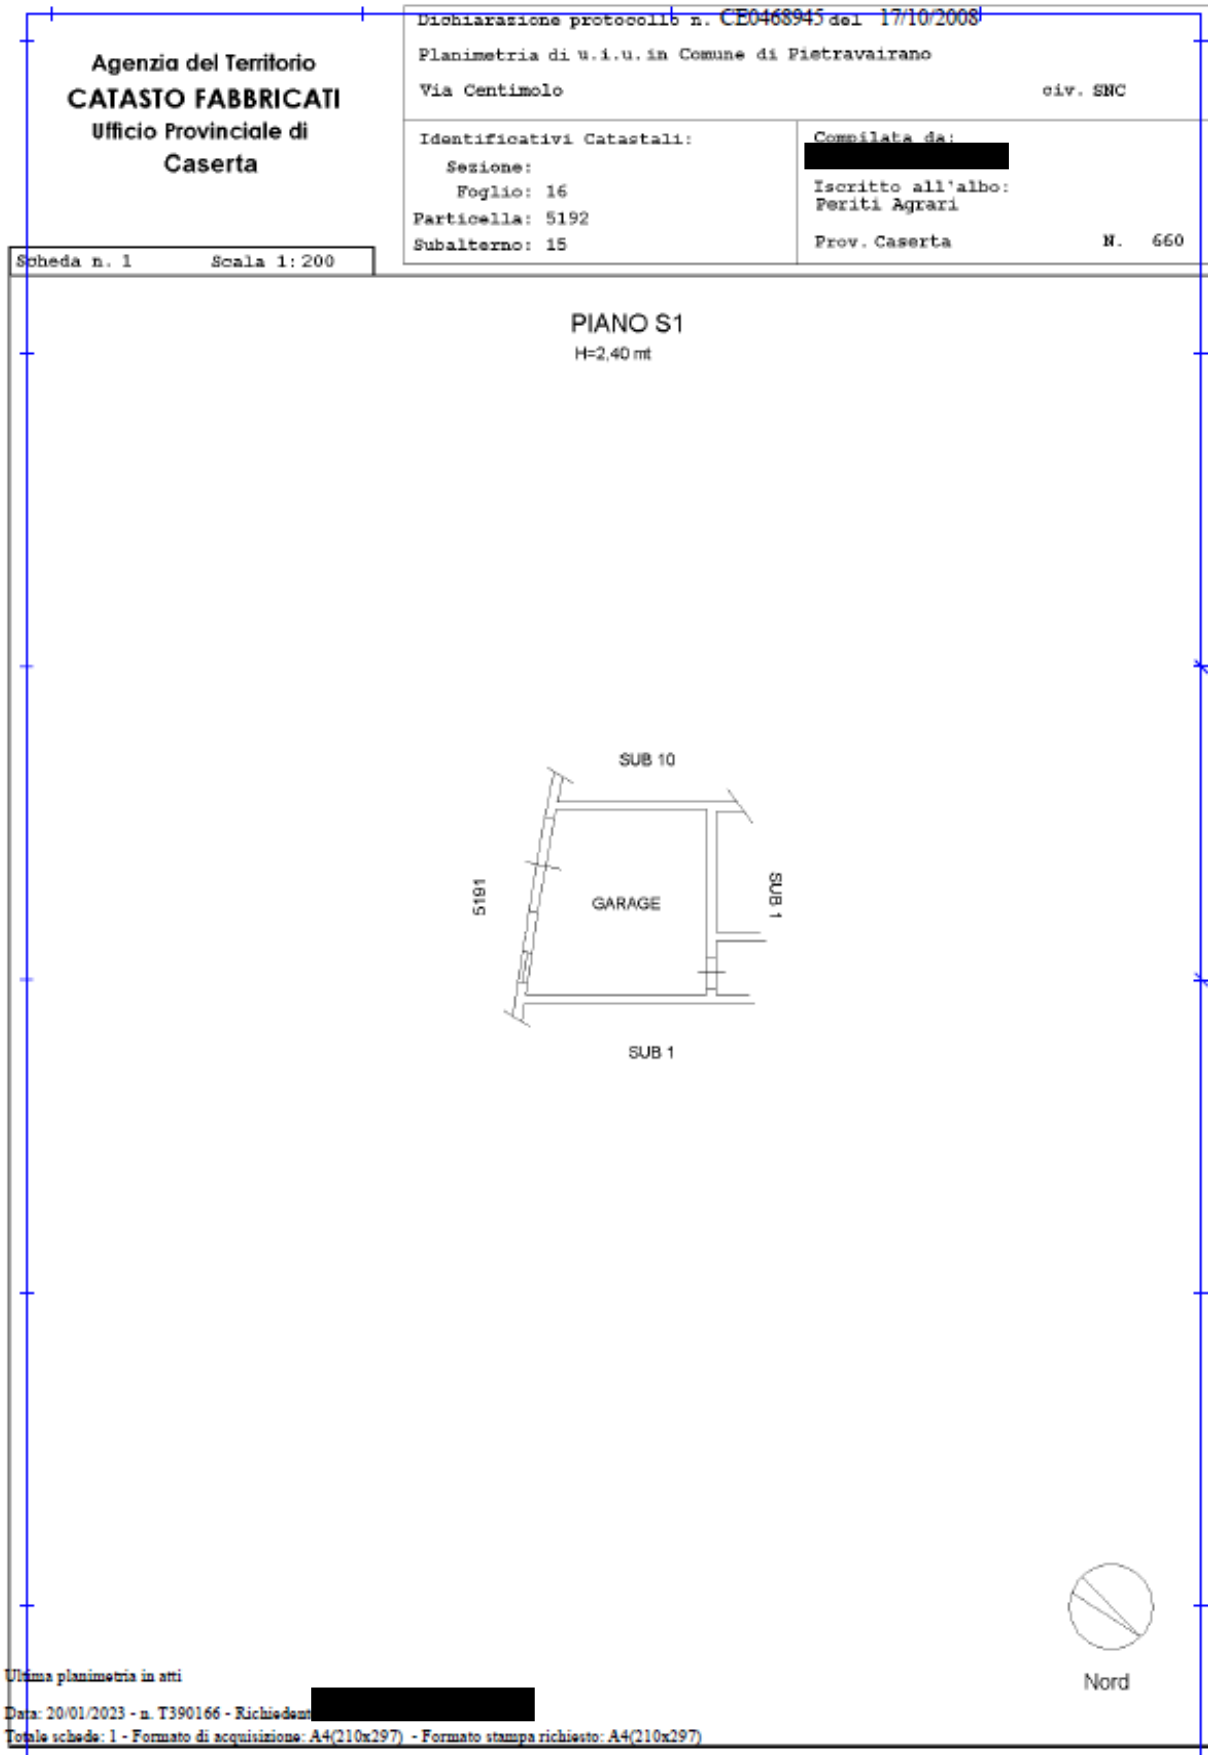 Agenzia del Territorio
CATASTO FABBRICATI
Ufficio Provinciale di
Caserta
Dichiarazione protocollo n. CE0468945 del 17/10/2008
Planimetria di u.i.u. in Comune di Pietravairano
Via Centimolo civ. SNC
Identificativi Catastali:
Sezione:
Foglio: 16
Particella: 5192
Subalterno: 15
Compilata da:
Iscritto all'albo:
Periti Agrari
Prov. Caserta N. 660
Scheda n. 1 Scala 1:200
PIANO S1
H=2,40 mt
SUB 10
5191
GARAGE
SUB 1
SUB 1
Nord
Ultima planimetria in atti
Data: 20/01/2023 - n. T390166 - Richiedent
Totale schede: 1 - Formato di acquisizione: A4(210x297) - Formato stampa richiesto: A4(210x297)